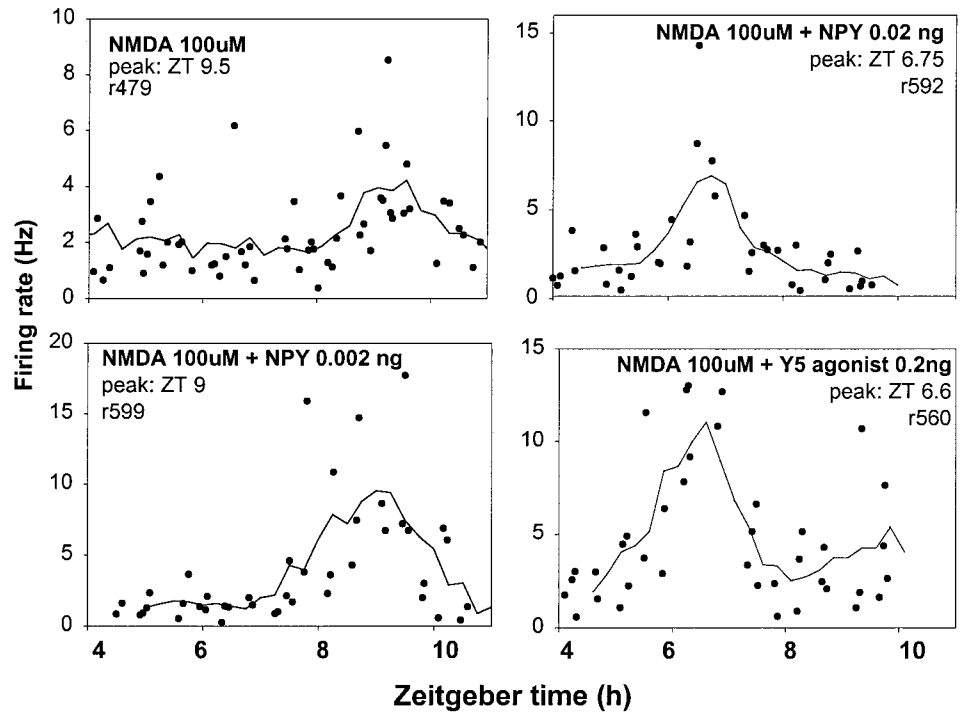 Firing rate (Hz)
10
8
6
4
2
0
NMDA 100uM
peak: ZT 9.5
r479
15
10
5
0
NMDA 100uM + NPY 0.02 ng
peak: ZT 6.75
r592
20
15
10
5
0
NMDA 100uM + NPY 0.002 ng
peak: ZT 9
r599
4 6 8 10
15
10
5
0
NMDA 100uM + Y5 agonist 0.2ng
peak: ZT 6.6
r560
4 6 8 10
Zeitgeber time (h)